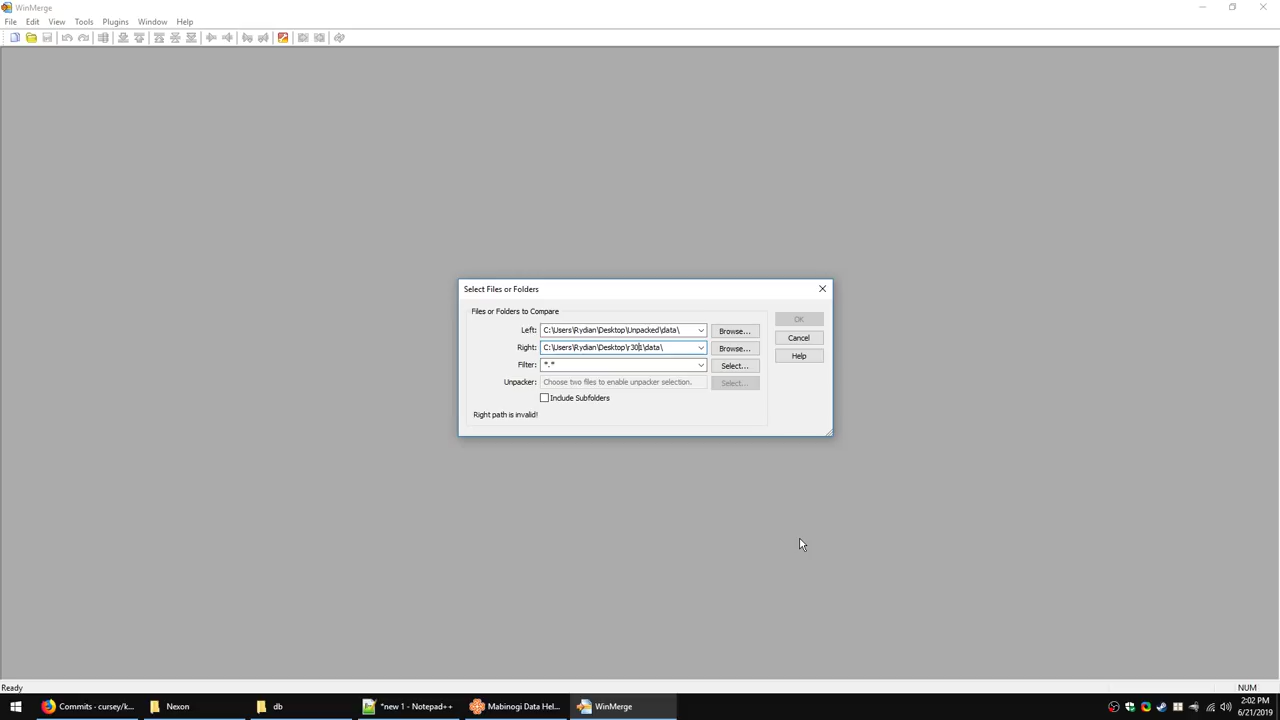 WinMerge
File Edit View Tools Plugins Window Help
Select Files or Folders
Files or Folders to Compare
Left: C:\Users\Rydian\Desktop\Unpacked\data\ Browse... OK
Right: C:\Users\Rydian\Desktop\r301\data\ Browse... Cancel
Filter: *.* Select... Help
Unpacker: Choose two files to enable unpacker selection. Select...
Include Subfolders
Right path is invalid!
Ready NUM
Commits - cursey/k... Nexon db *new 1 - Notepad++ Mabinogi Data Hel... WinMerge 2:02 PM
6/21/2019